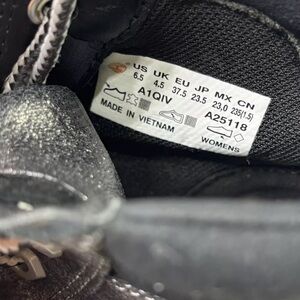 US UK EU JP MX CN
6.5 4.5 37.5 23.5 23.0 235(1.5)
A1QIV A25118
MADE IN VIETNAM WOMENS